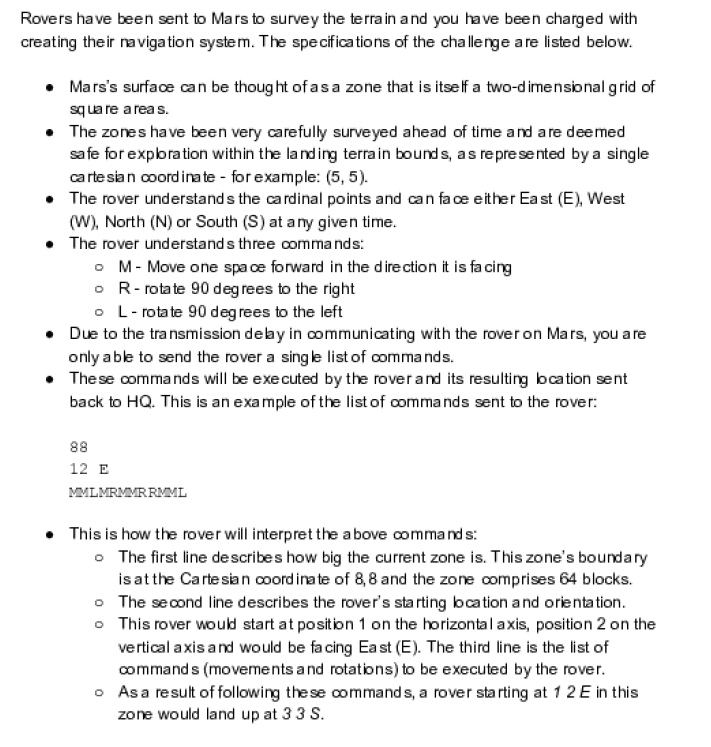 Rovers have been sent to Mars to survey the terrain and you have been charged with
creating their navigation system. The specifications of the challenge are listed below.
● Mars's surface can be thought of as a zone that is itself a two-dimensional grid of
square areas.
● The zones have been very carefully surveyed ahead of time and are deemed
safe for exploration within the landing terrain bounds, as represented by a single
cartesian coordinate - for example: (5, 5).
● The rover understands the cardinal points and can face either East (E), West
(W), North (N) or South (S) at any given time.
● The rover understands three commands:
○ M - Move one space forward in the direction it is facing
○ R - rotate 90 degrees to the right
○ L - rotate 90 degrees to the left
● Due to the transmission delay in communicating with the rover on Mars, you are
only able to send the rover a single list of commands.
● These commands will be executed by the rover and its resulting location sent
back to HQ. This is an example of the list of commands sent to the rover:
88
12 E
MMLMRMMRRMML
● This is how the rover will interpret the above commands:
○ The first line describes how big the current zone is. This zone's boundary
is at the Cartesian coordinate of 8,8 and the zone comprises 64 blocks.
○ The second line describes the rover's starting location and orientation.
○ This rover would start at position 1 on the horizontal axis, position 2 on the
vertical axis and would be facing East (E). The third line is the list of
commands (movements and rotations) to be executed by the rover.
○ As a result of following these commands, a rover starting at 1 2 E in this
zone would land up at 3 3 S.